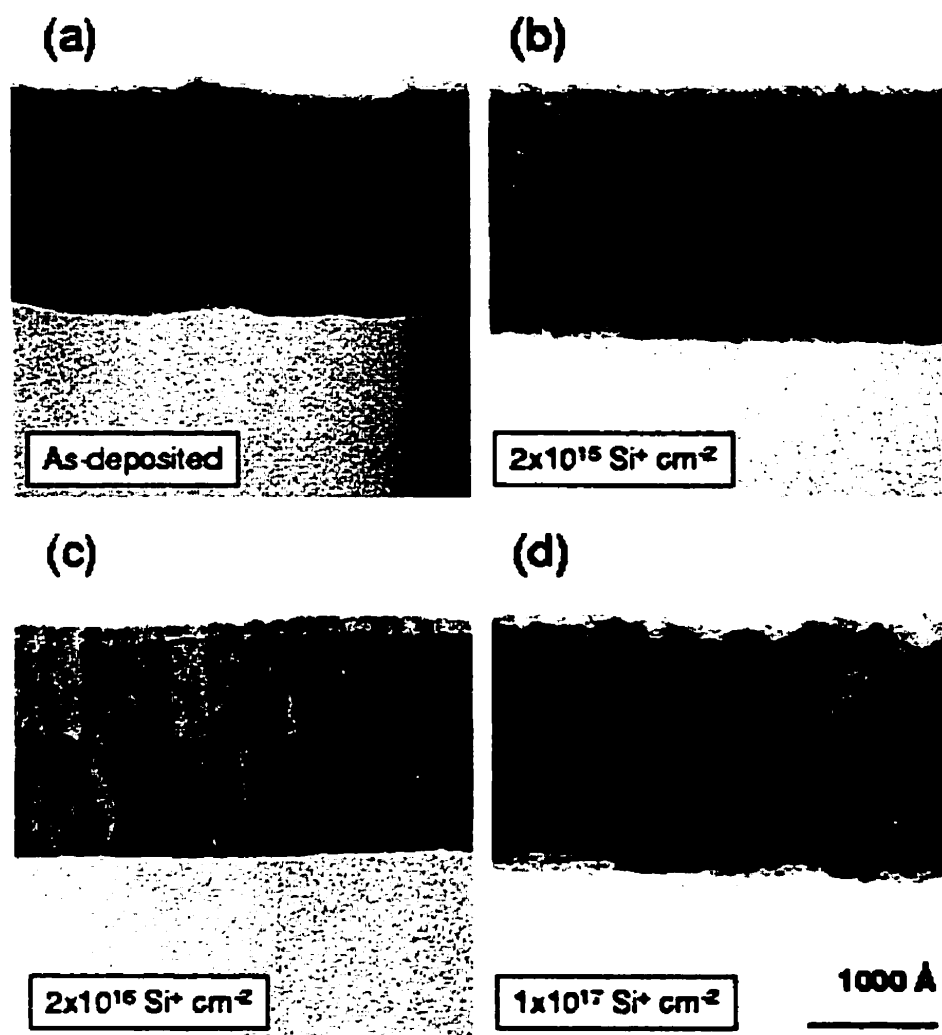 (a)
(b)
As-deposited
2x10¹⁵ Si⁺ cm⁻²
(c)
(d)
2x10¹⁶ Si⁺ cm⁻²
1x10¹⁷ Si⁺ cm⁻²
1000 Å